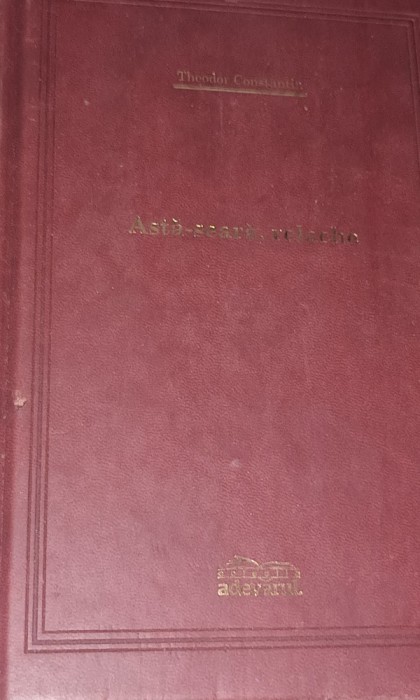 Theodor Constantin
Astă-seară, relache
adevărul